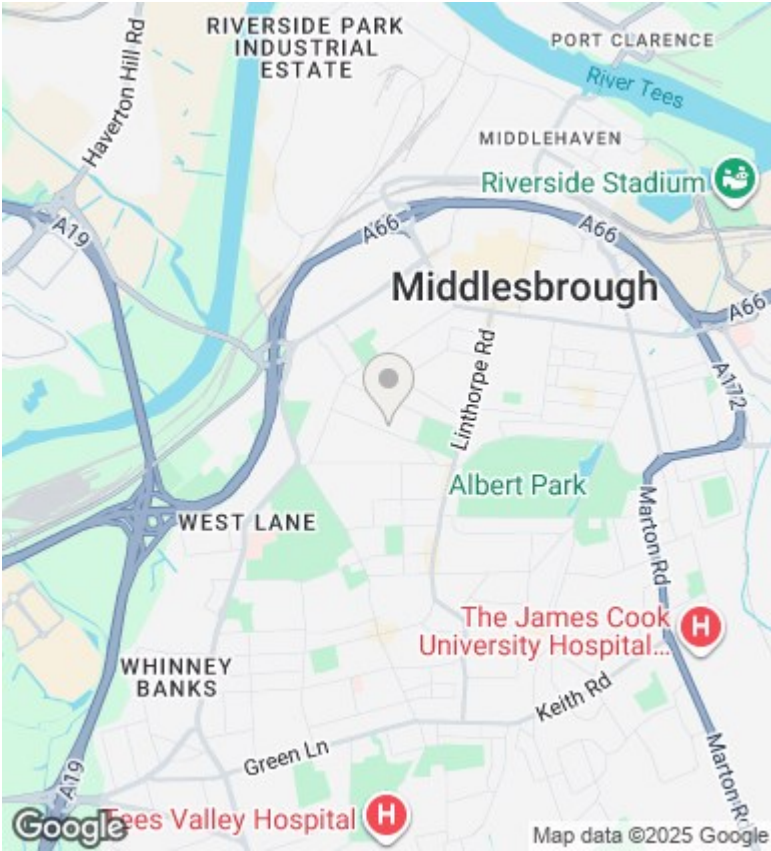 RIVERSIDE PARK
INDUSTRIAL
ESTATE
PORT CLARENCE
River Tees
Haverton Hill Rd
MIDDLEHAVEN
Riverside Stadium
A19
A66
A66
Middlesbrough
A66
Linthorpe Rd
A172
Albert Park
WEST LANE
Marton Rd
The James Cook
University Hospital...
H
WHINNEY
BANKS
Keith Rd
Green Ln
Marton Rd
A19
Google
Tees Valley Hospital
H
Map data ©2025 Google